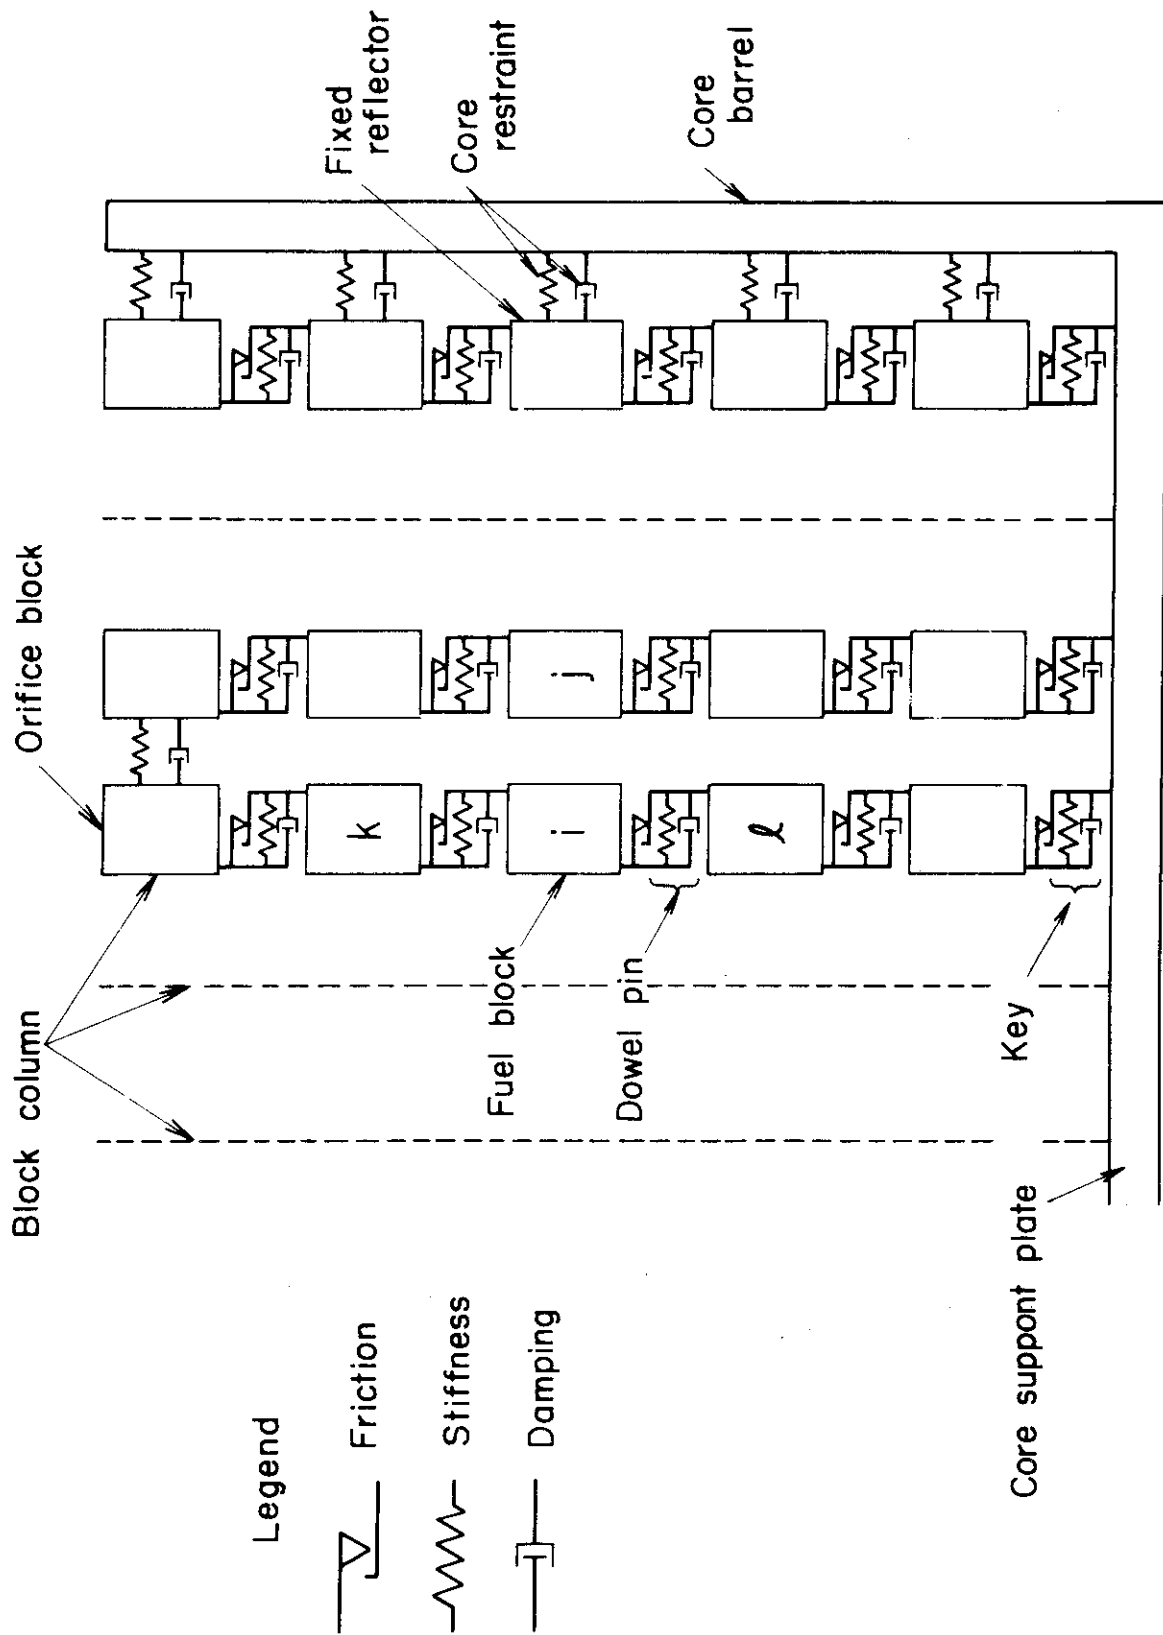 Block column
Orifice block
Fixed
reflector
Core
restraint
Core
barrel
k
i
j
ℓ
Fuel block
Dowel pin
Key
Core suppont plate
Legend
Friction
Stiffness
Damping